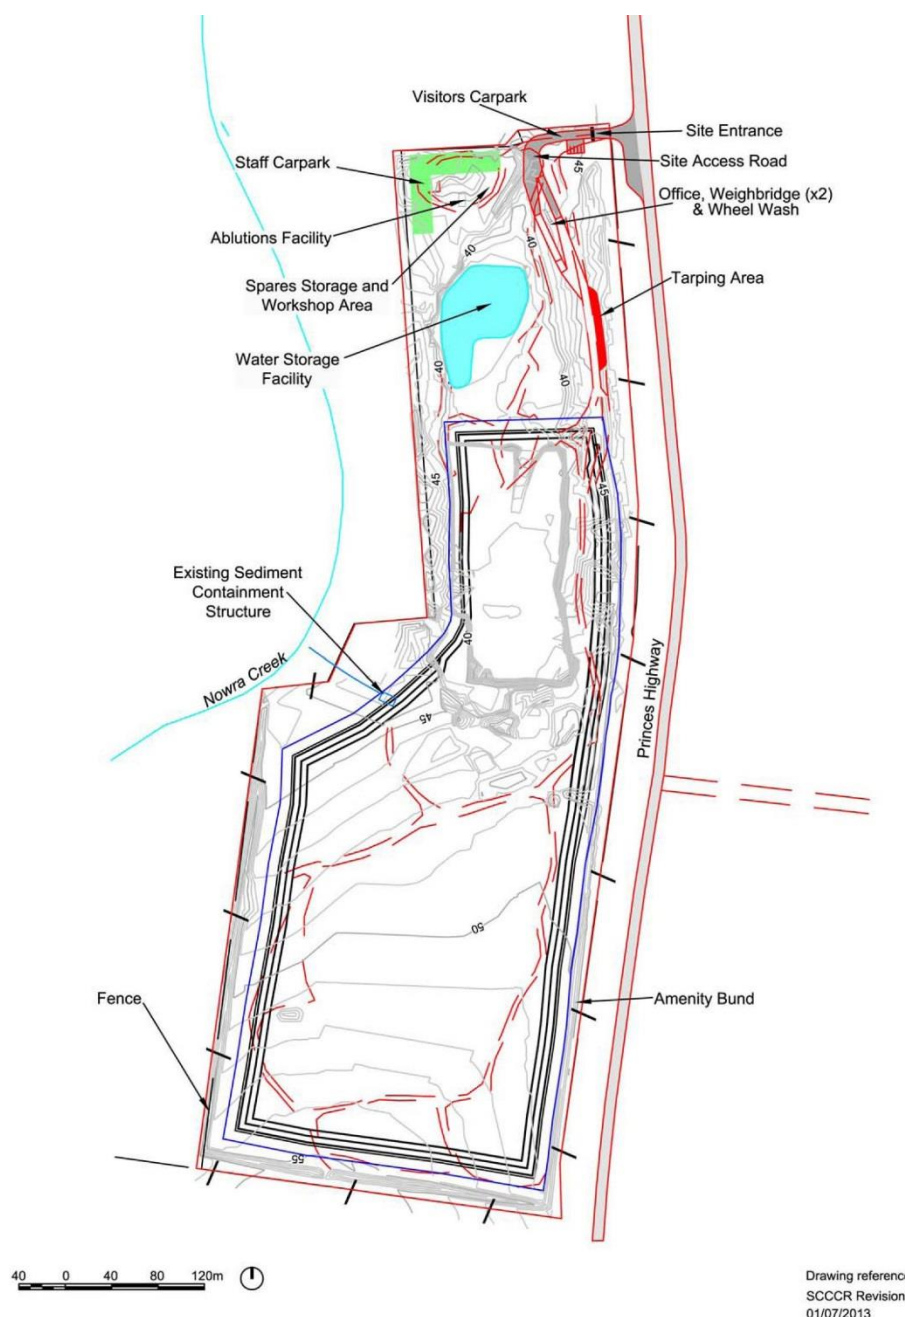 Visitors Carpark
Site Entrance
45
Staff Carpark
Site Access Road
Office, Weighbridge (x2)
& Wheel Wash
Ablutions Facility
40
40
Spares Storage and
Workshop Area
Tarping Area
Water Storage
Facility
40
40
45
45
Existing Sediment
Containment
Structure
40
Nowra Creek
45
Princes Highway
50
Fence
Amenity Bund
55
40 0 40 80 120m
Drawing reference
SCCCR Revision
01/07/2013